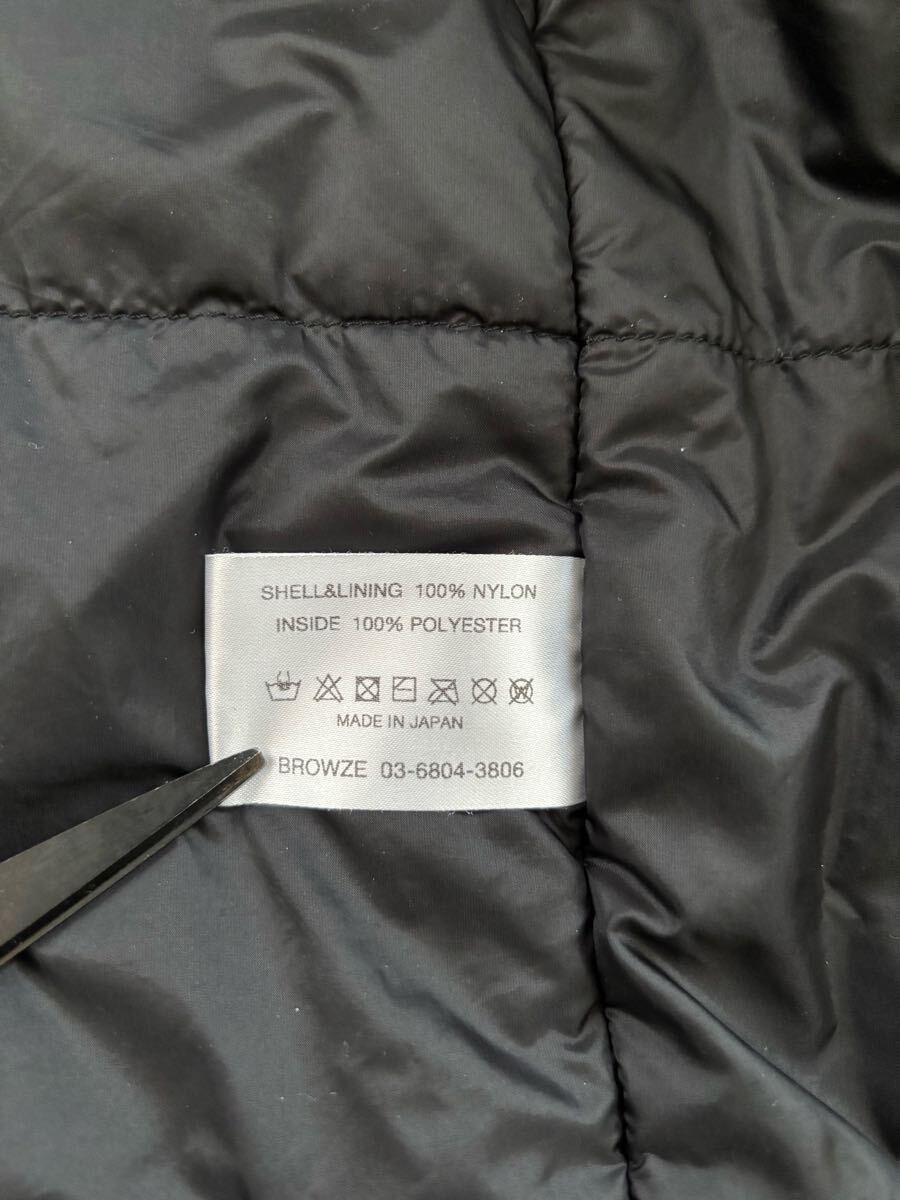 SHELL&LINING 100% NYLON
INSIDE 100% POLYESTER
MADE IN JAPAN
BROWZE 03-6804-3806